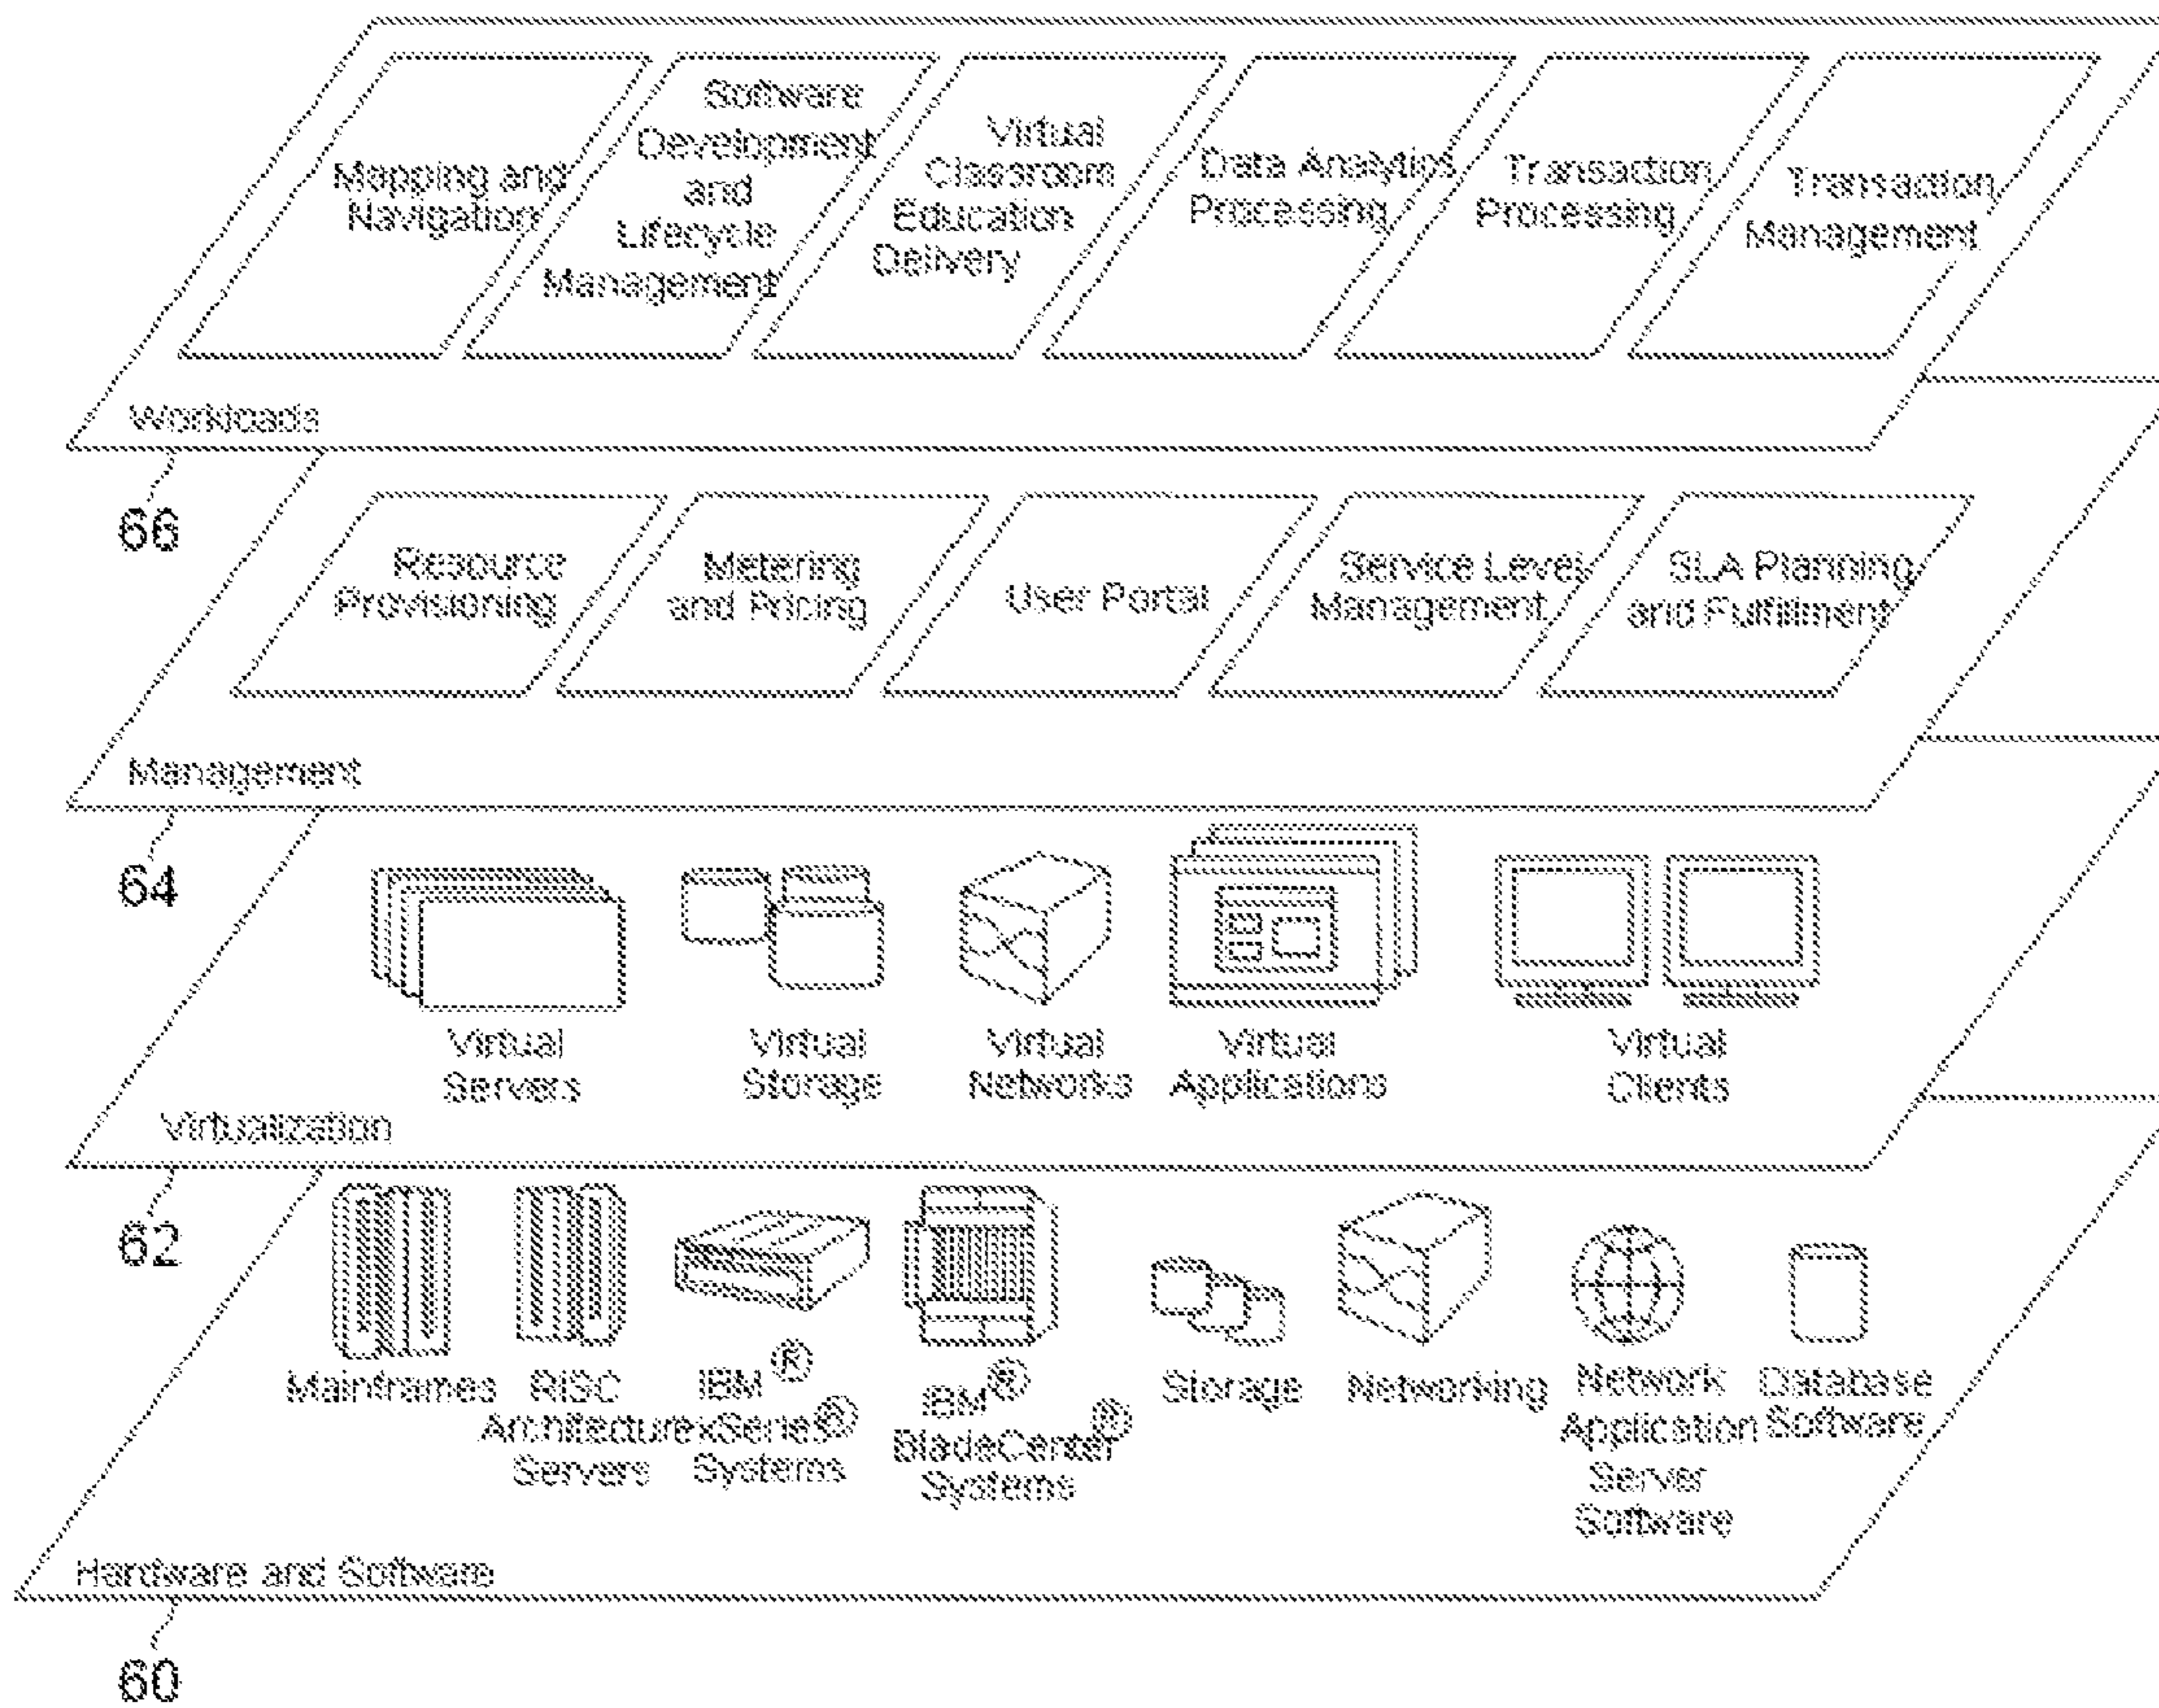 Mapping and
Navigation
Software
Development
and
Lifecycle
Management
Virtual
Classroom
Education
Delivery
Data Analytics
Processing
Transaction
Processing
Transaction
Management
Workloads
66
Resource
Provisioning
Metering
and Pricing
User Portal
Service Level
Management
SLA Planning
and Fulfillment
Management
64
Virtual
Servers
Virtual
Storage
Virtual
Networks
Virtual
Applications
Virtual
Clients
Virtualization
62
Mainframes
RISC
Architecture
Servers
IBM®
xSeries®
Systems
IBM®
BladeCenter®
Systems
Storage
Networking
Network
Application
Server
Software
Database
Software
Hardware and Software
60